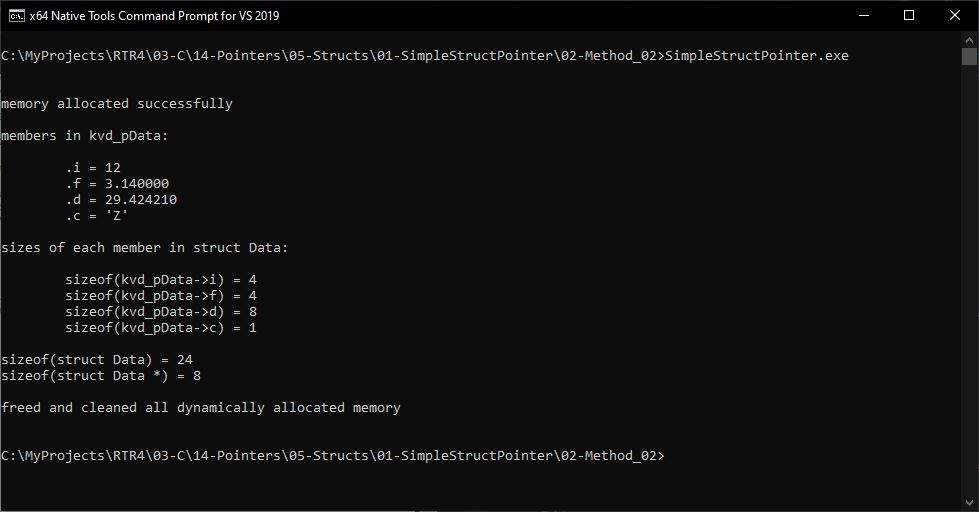 x64 Native Tools Command Prompt for VS 2019
C:\MyProjects\RTR4\03-C\14-Pointers\05-Structs\01-SimpleStructPointer\02-Method_02>SimpleStructPointer.exe
memory allocated successfully
members in kvd_pData:
.i = 12
.f = 3.140000
.d = 29.424210
.c = 'Z'
sizes of each member in struct Data:
sizeof(kvd_pData->i) = 4
sizeof(kvd_pData->f) = 4
sizeof(kvd_pData->d) = 8
sizeof(kvd_pData->c) = 1
sizeof(struct Data) = 24
sizeof(struct Data *) = 8
freed and cleaned all dynamically allocated memory
C:\MyProjects\RTR4\03-C\14-Pointers\05-Structs\01-SimpleStructPointer\02-Method_02>